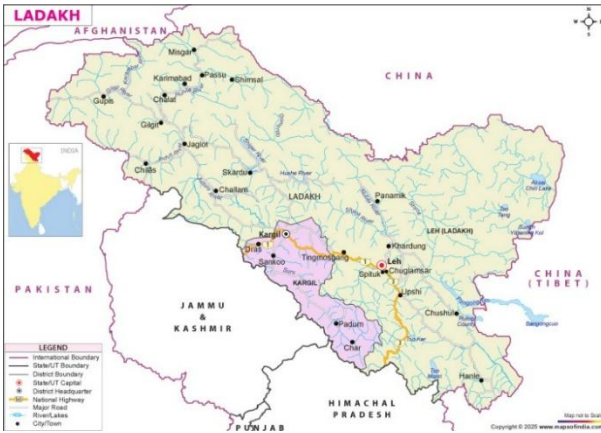 LADAKH
AFGHANISTAN
CHINA
Misgar
Karimabad
Passu
Shimsal
Gupis
Chalat
Gilgit
INDIA
Jaglot
Chilas
Skardu
Challam
LADAKH
Panamik
Kargil
Dras
Sankoo
Tingmosgang
Khardung
LEH (LADAKH)
Leh
Spituk
Chuglamsar
KARGIL
Upshi
CHINA
(TIBET)
PAKISTAN
JAMMU
&
KASHMIR
Chushul
Padum
Char
Hanle
HIMACHAL
PRADESH
PUNJAB
LEGEND
International Boundary
State/UT Boundary
District Boundary
State/UT Capital
District Headquarter
National Highway
Major Road
River/Lakes
City/Town
Map not to Scale
Copyright © 2025 www.mapsofindia.com